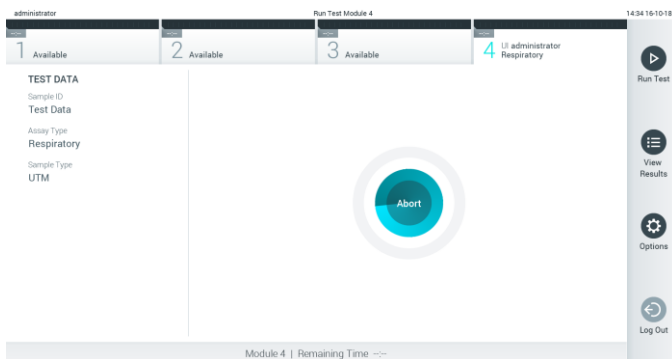 administrator
Run Test Module 4
14:34 16-10-18
--:--
--:--
--:--
--:--
1 Available
2 Available
3 Available
4 UI administrator
Respiratory
TEST DATA
Sample ID
Test Data
Assay Type
Respiratory
Sample Type
UTM
Abort
Run Test
View
Results
Options
Log Out
Module 4 | Remaining Time --:--